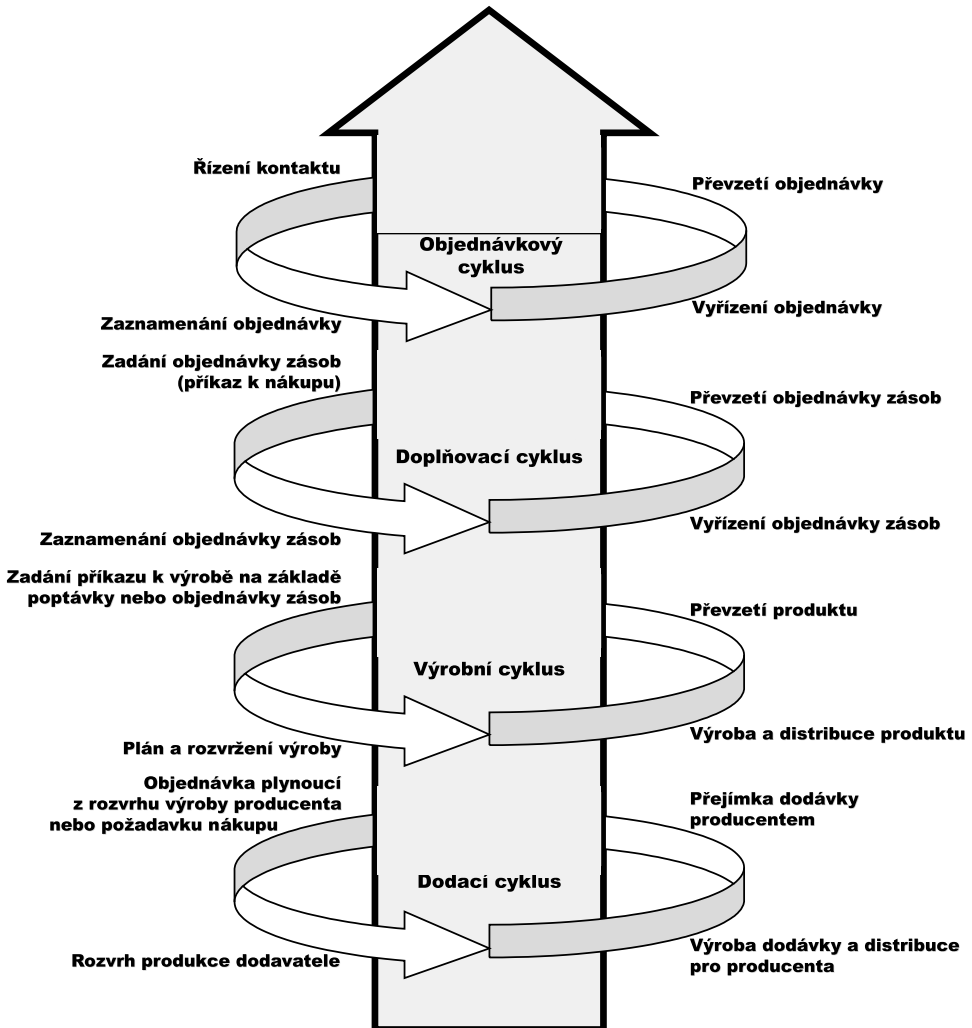 Řízení kontaktu
Převzetí objednávky
Objednávkový
cyklus
Zaznamenání objednávky
Vyřízení objednávky
Zadání objednávky zásob
(příkaz k nákupu)
Převzetí objednávky zásob
Doplňovací cyklus
Zaznamenání objednávky zásob
Vyřízení objednávky zásob
Zadání příkazu k výrobě na základě
poptávky nebo objednávky zásob
Převzetí produktu
Výrobní cyklus
Plán a rozvržení výroby
Výroba a distribuce produktu
Objednávka plynoucí
z rozvrhu výroby producenta
nebo požadavku nákupu
Přejímka dodávky
producentem
Dodací cyklus
Rozvrh produkce dodavatele
Výroba dodávky a distribuce
pro producenta